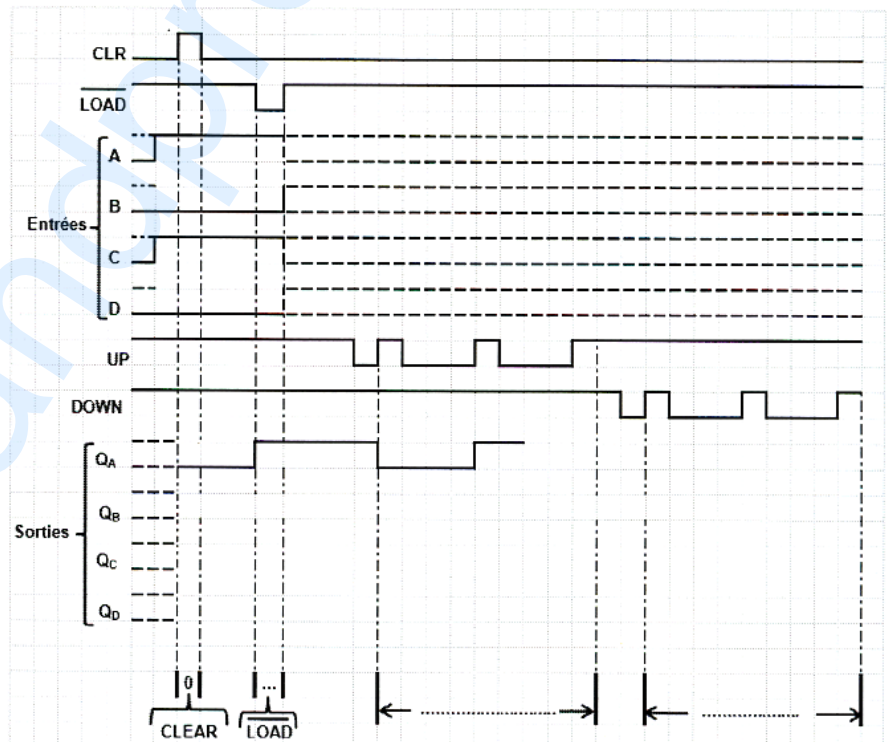 CLR
LOAD
A
B
Entrées
C
D
UP
DOWN
QA
QB
Sorties
QC
QD
0
...
CLEAR
LOAD